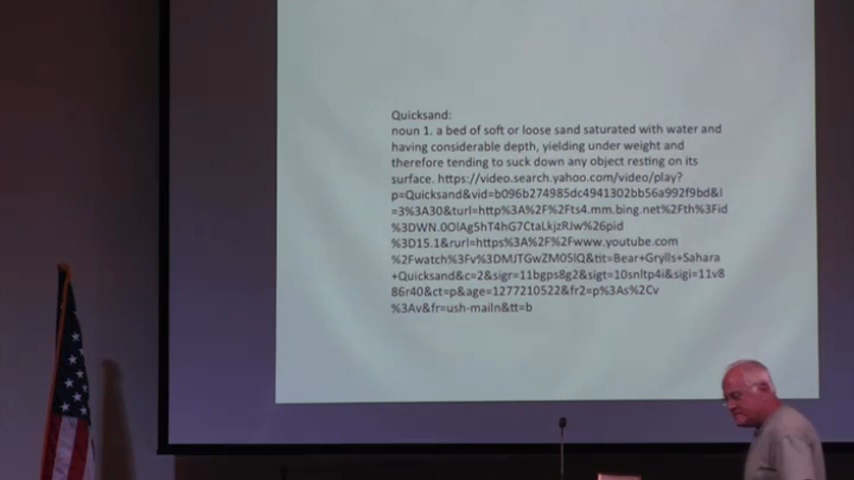 Quicksand:
noun 1. a bed of soft or loose sand saturated with water and
having considerable depth, yielding under weight and
therefore tending to suck down any object resting on its
surface. https://video.search.yahoo.com/video/play?
p=Quicksand&vid=b096b274985dc4941302bb56a992f9bd&l
=3%3A30&turl=http%3A%2F%2Fts4.mm.bing.net%2Fth%3Fid
%3DWN.0OlAg5hT4hG7CtaLkjzRJw%26pid
%3D15.1&rurl=https%3A%2F%2Fwww.youtube.com
%2Fwatch%3Fv%3DMJTGwZM05lQ&tit=Bear+Grylls+Sahara
+Quicksand&c=2&sigr=11bgps8g2&sigt=10snltp4i&sigi=11v8
86r40&ct=p&age=1277210522&fr2=p%3As%2Cv
%3Av&fr=ush-mailn&tt=b